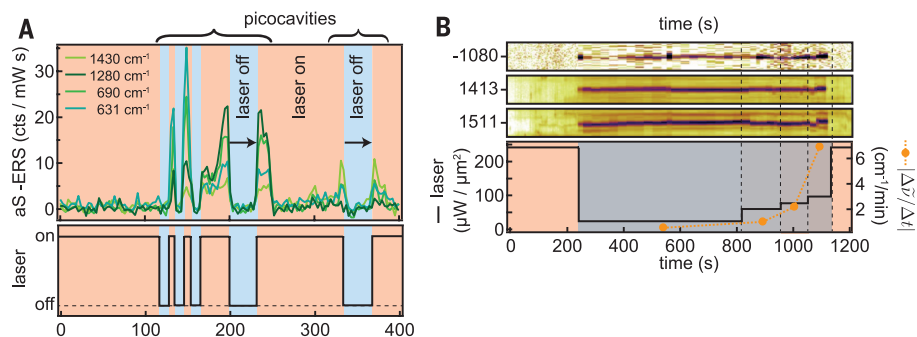 A
picocavities
1430 cm⁻¹
1280 cm⁻¹
690 cm⁻¹
631 cm⁻¹
laser off
laser on
laser off
aS -ERS (cts / mW s)
30
20
10
0
laser
on
off
0 100 200 300 400
time (s)
B
time (s)
-1080
1413
1511
laser
(µW / µm²)
200
150
100
50
0
6
4
2
|Δν̃/Δt|
(cm⁻¹/min)
0 200 400 600 800 1000 1200
time (s)